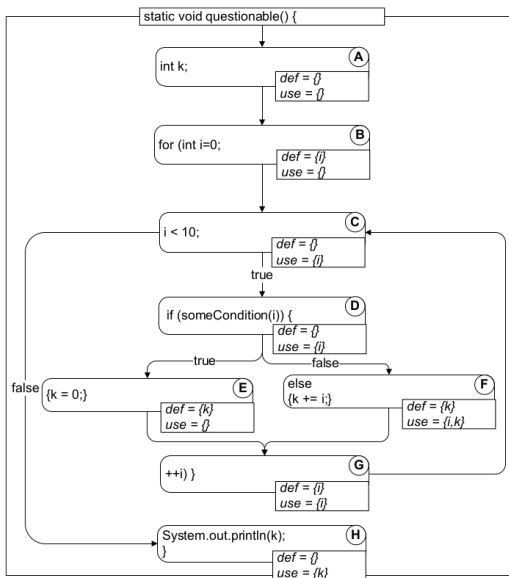 static void questionable() {
A
int k;
def = {}
use = {}
B
for (int i=0;
def = {i}
use = {}
C
i < 10;
def = {}
use = {i}
true
D
if (someCondition(i)) {
def = {}
use = {i}
true
false
false
E
{k = 0;}
def = {k}
use = {}
F
else
{k += i;}
def = {k}
use = {i,k}
G
++i) }
def = {i}
use = {i}
H
System.out.println(k);
}
def = {}
use = {k}